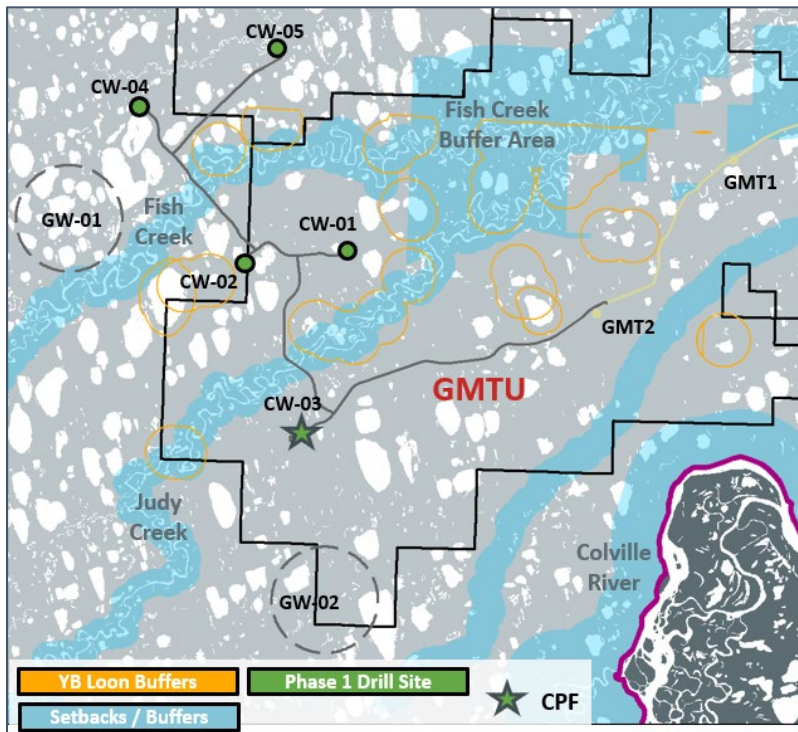 CW-05
CW-04
Fish Creek
Buffer Area
GMT1
GW-01
Fish
Creek
CW-01
CW-02
GMT2
GMTU
CW-03
Judy
Creek
Colville
River
GW-02
YB Loon Buffers
Phase 1 Drill Site
CPF
Setbacks / Buffers